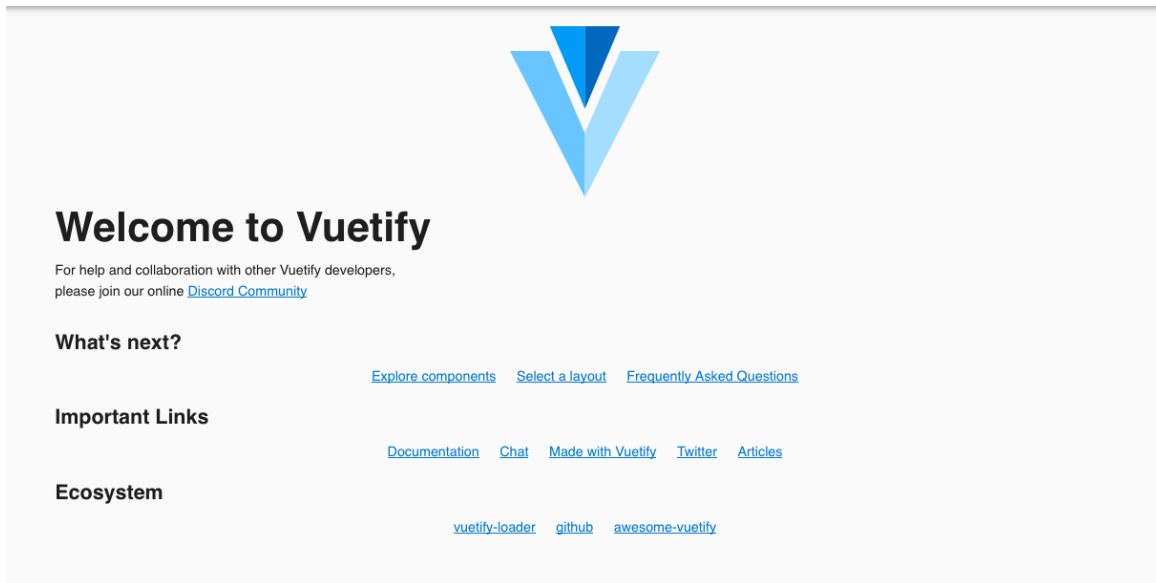 Welcome to Vuetify
For help and collaboration with other Vuetify developers,
please join our online Discord Community
What's next?
Explore components Select a layout Frequently Asked Questions
Important Links
Documentation Chat Made with Vuetify Twitter Articles
Ecosystem
vuetify-loader github awesome-vuetify